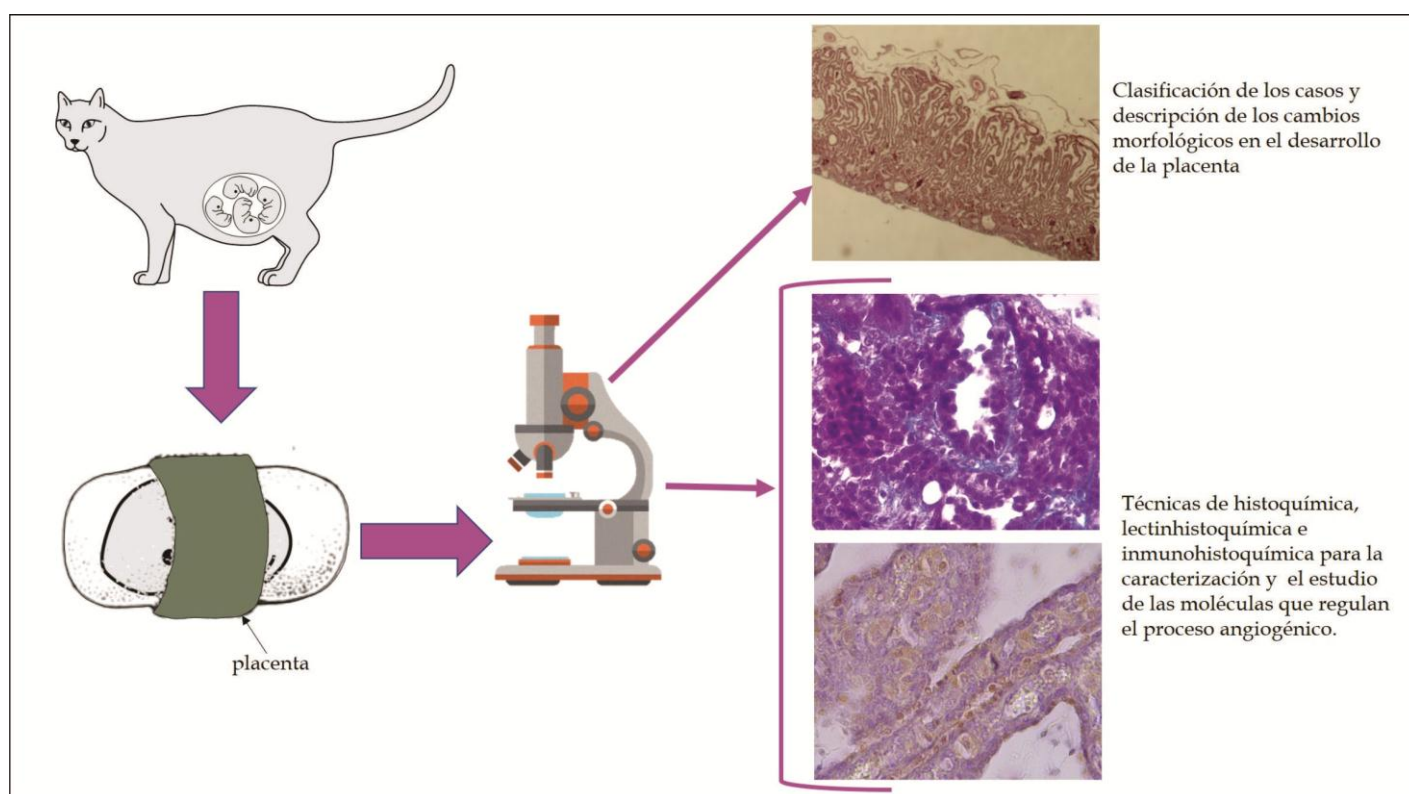 Clasificación de los casos y
descripción de los cambios
morfológicos en el desarrollo
de la placenta
Técnicas de histoquímica,
lectinhistoquímica e
inmunohistoquímica para la
caracterización y el estudio
de las moléculas que regulan
el proceso angiogénico.
placenta